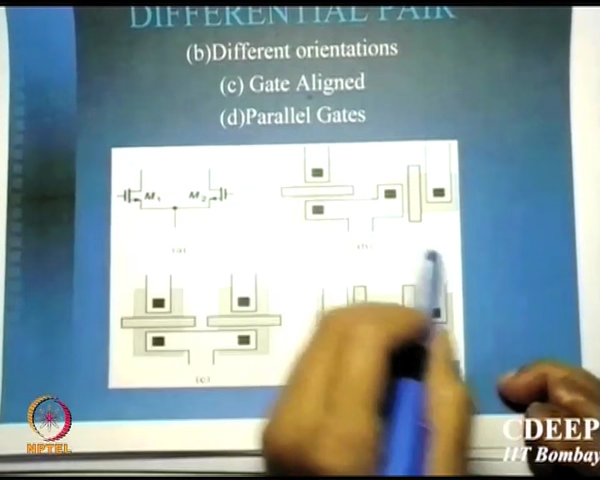 DIFFERENTIAL PAIR
(b)Different orientations
(c) Gate Aligned
(d)Parallel Gates
M1 M2
(a)
(b)
(c)
NPTEL
CDEEP
IIT Bombay